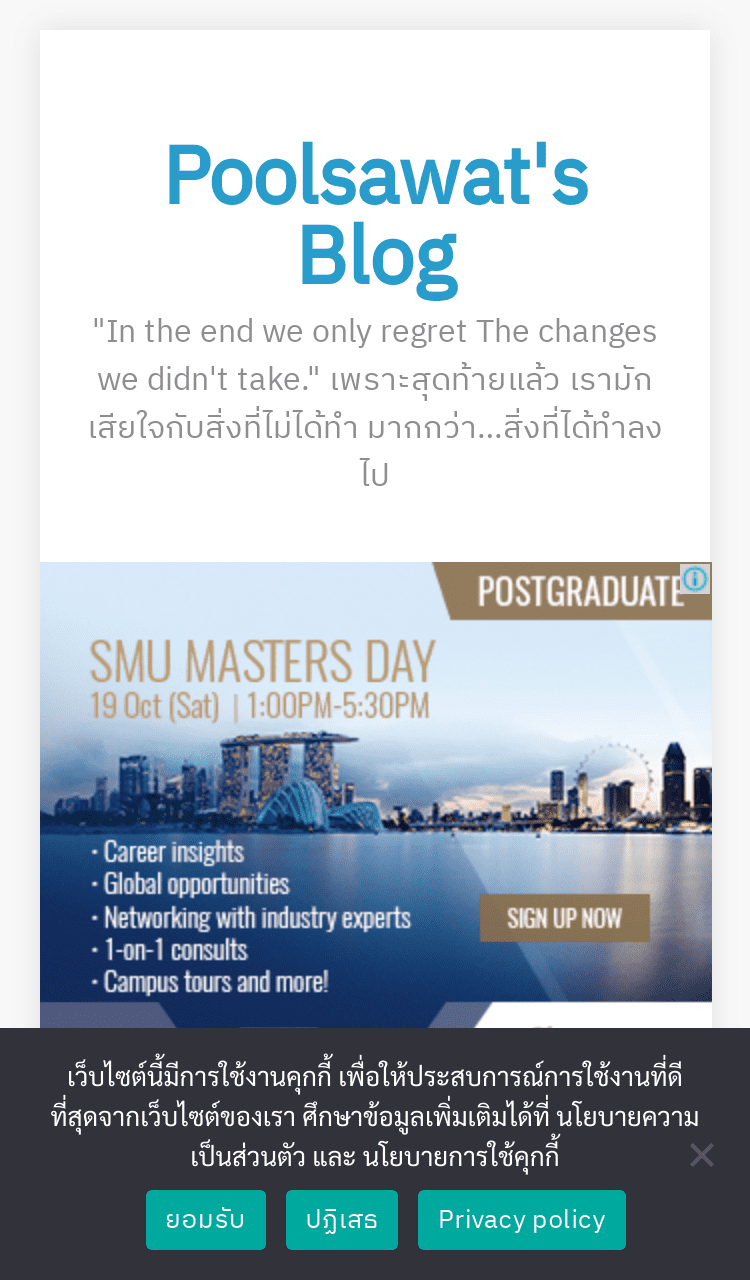 Poolsawat's
Blog
"In the end we only regret The changes
we didn't take." เพราะสุดท้ายแล้ว เรามัก
เสียใจกับสิ่งที่ไม่ได้ทำ มากกว่า...สิ่งที่ได้ทำลง
ไป
POSTGRADUATE
SMU MASTERS DAY
19 Oct (Sat) | 1:00PM-5:30PM
· Career insights
· Global opportunities
· Networking with industry experts
· 1-on-1 consults
· Campus tours and more!
SIGN UP NOW
เว็บไซต์นี้มีการใช้งานคุกกี้ เพื่อให้ประสบการณ์การใช้งานที่ดี
ที่สุดจากเว็บไซต์ของเรา ศึกษาข้อมูลเพิ่มเติมได้ที่ นโยบายความ
เป็นส่วนตัว และ นโยบายการใช้คุกกี้
ยอมรับ
ปฏิเสธ
Privacy policy